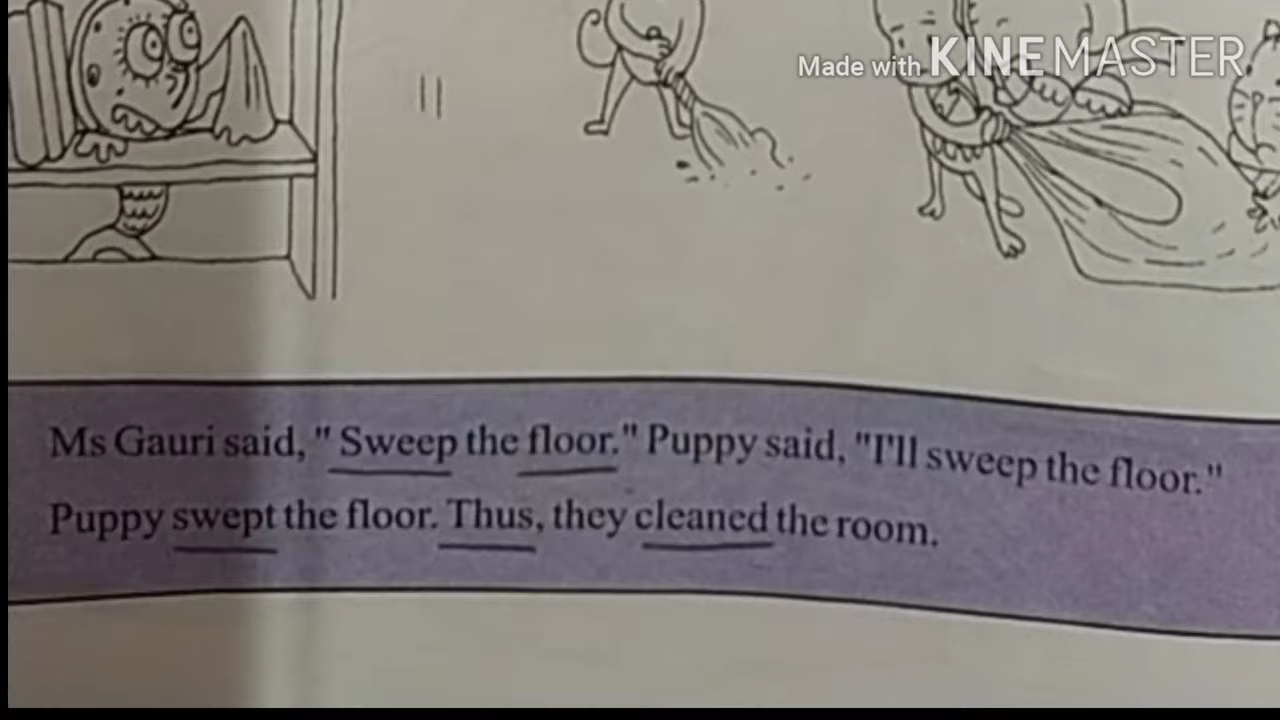 Made with KINEMASTER
Ms Gauri said, " Sweep the floor." Puppy said, "I'll sweep the floor."
Puppy swept the floor. Thus, they cleaned the room.